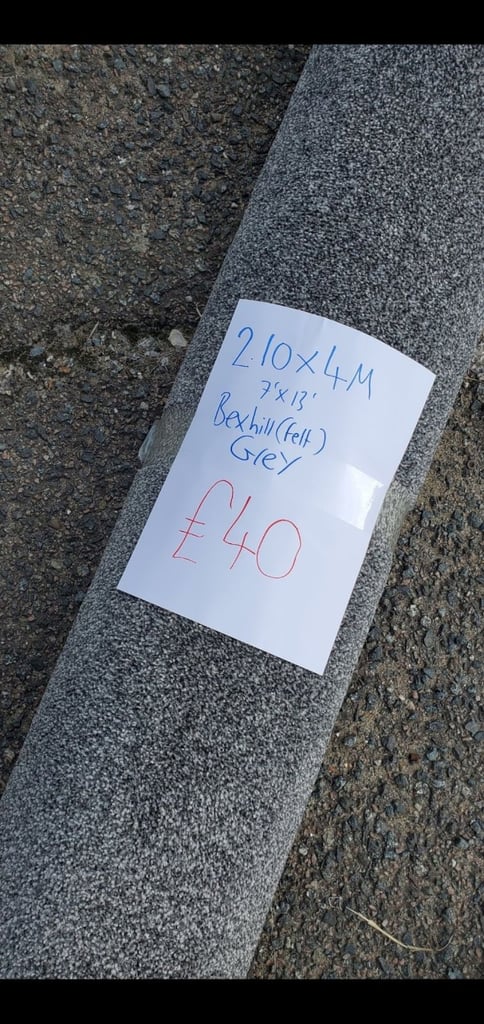 2.10 x 4M
7' x 13'
Bexhill (Felt)
Grey
£40